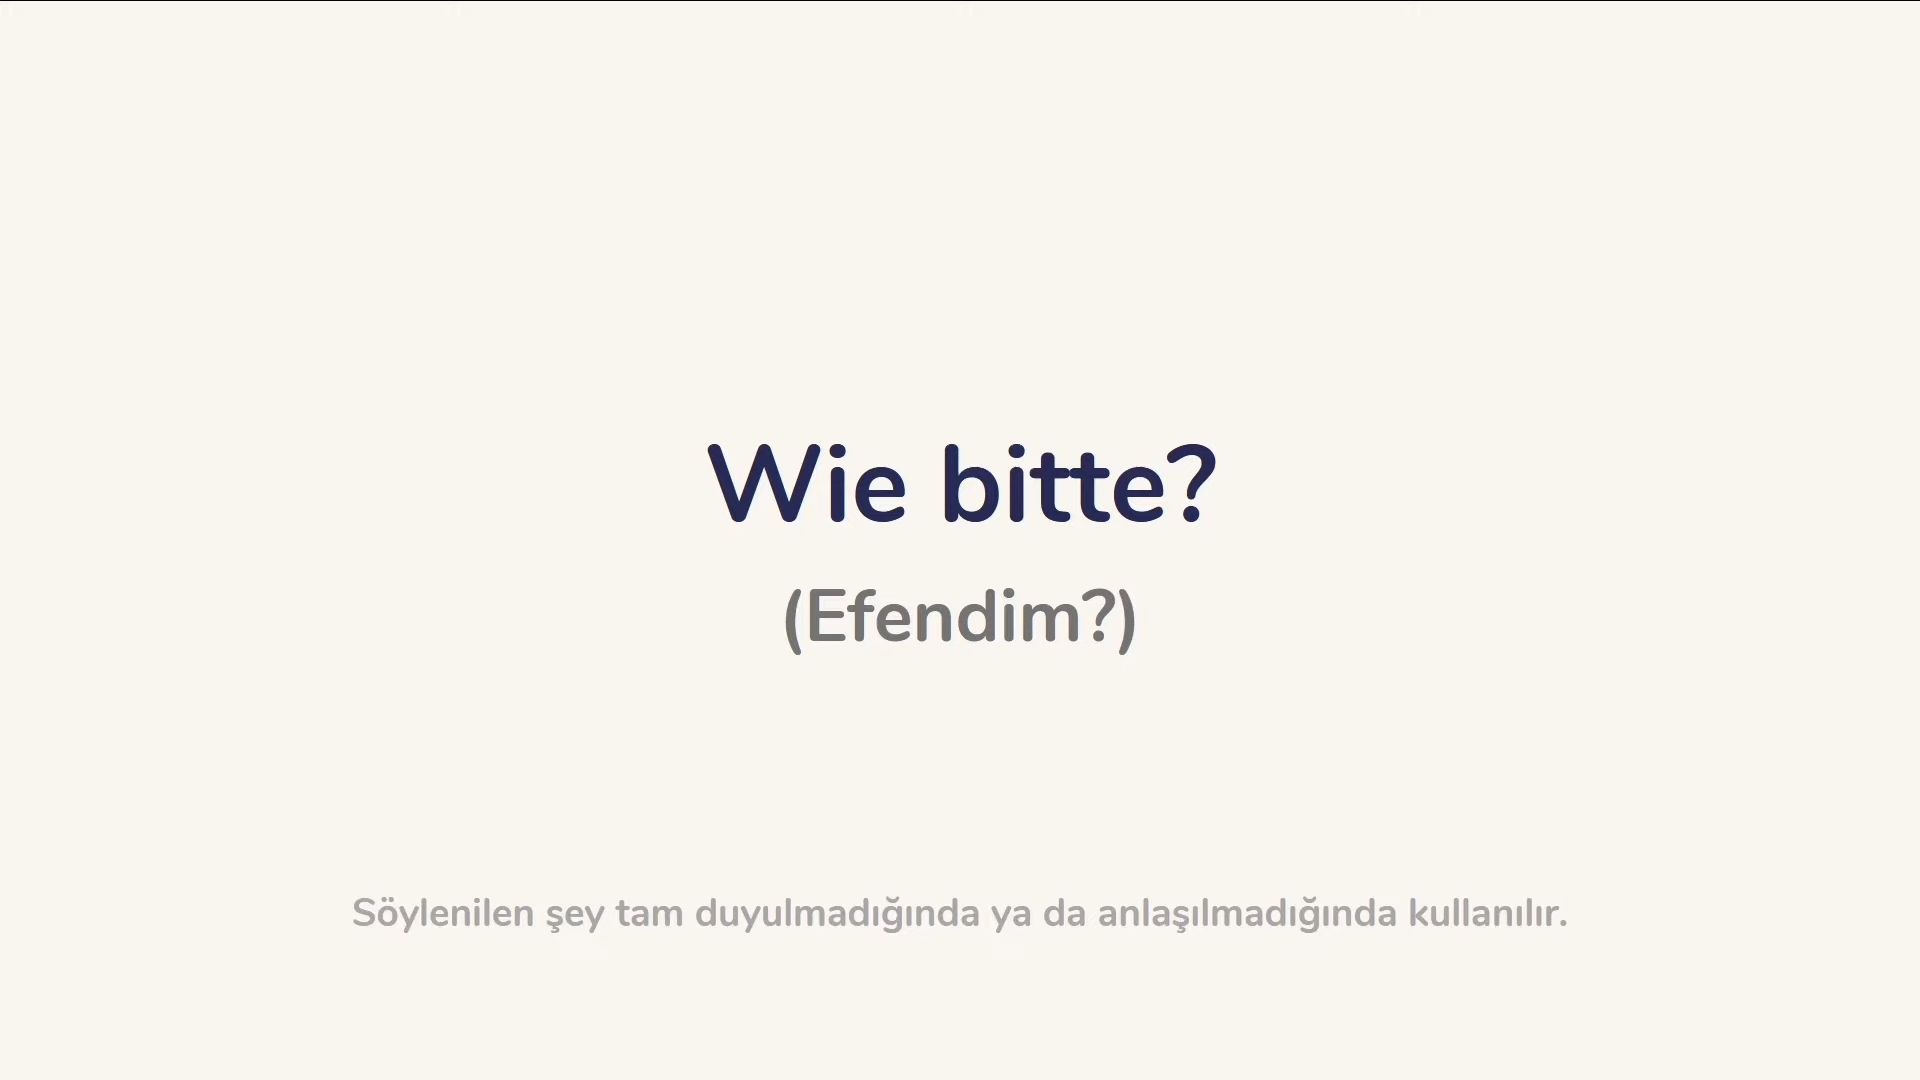 Wie bitte?
(Efendim?)
Söylenilen şey tam duyulmadığında ya da anlaşılmadığında kullanılır.